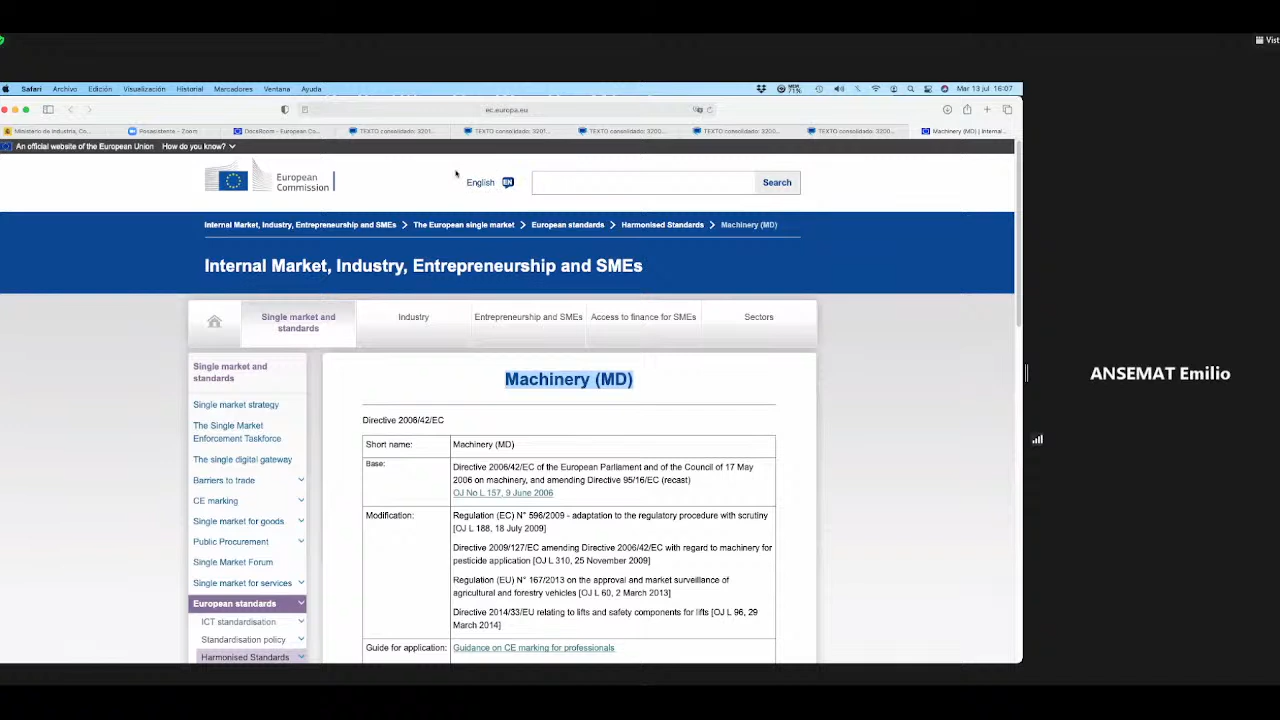 Vist
Safari Archivo Edición Visualización Historial Marcadores Ventana Ayuda
Mar 13 jul 16:07
ec.europa.eu
Ministerio de Industria, Co...
Posasistente - Zoom
DocsRoom - European Co...
TEXTO consolidado: 3201...
TEXTO consolidado: 3201...
TEXTO consolidado: 3200...
TEXTO consolidado: 3200...
TEXTO consolidado: 3200...
Machinery (MD) | Internal...
An official website of the European Union How do you know?
European
Commission
English EN
Search
Internal Market, Industry, Entrepreneurship and SMEs
The European single market
European standards
Harmonised Standards
Machinery (MD)
Internal Market, Industry, Entrepreneurship and SMEs
Single market and
standards
Industry
Entrepreneurship and SMEs
Access to finance for SMEs
Sectors
Single market and
standards
Single market strategy
The Single Market
Enforcement Taskforce
The single digital gateway
Barriers to trade
CE marking
Single market for goods
Public Procurement
Single Market Forum
Single market for services
European standards
ICT standardisation
Standardisation policy
Harmonised Standards
Machinery (MD)
Directive 2006/42/EC
Short name: Machinery (MD)
Base: Directive 2006/42/EC of the European Parliament and of the Council of 17 May
2006 on machinery, and amending Directive 95/16/EC (recast)
OJ No L 157, 9 June 2006
Modification: Regulation (EC) N° 596/2009 - adaptation to the regulatory procedure with scrutiny
[OJ L 188, 18 July 2009]
Directive 2009/127/EC amending Directive 2006/42/EC with regard to machinery for
pesticide application [OJ L 310, 25 November 2009]
Regulation (EU) N° 167/2013 on the approval and market surveillance of
agricultural and forestry vehicles [OJ L 60, 2 March 2013]
Directive 2014/33/EU relating to lifts and safety components for lifts [OJ L 96, 29
March 2014]
Guide for application: Guidance on CE marking for professionals
ANSEMAT Emilio